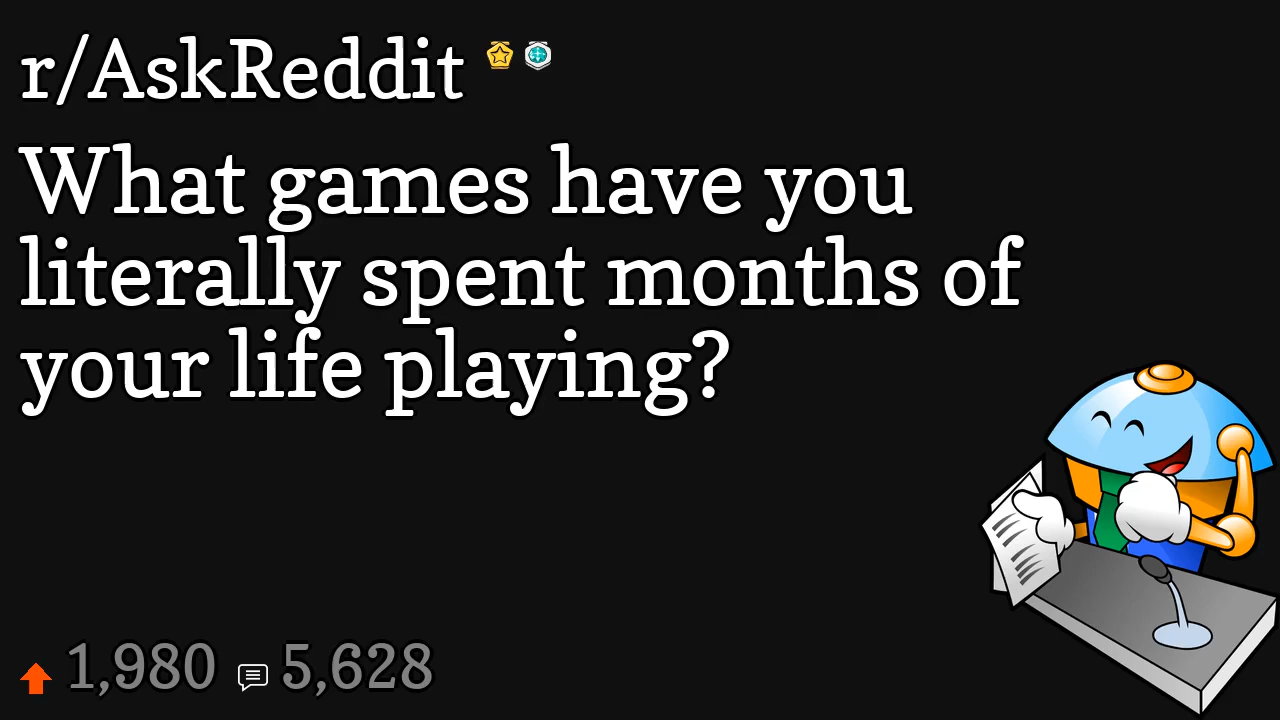 r/AskReddit
What games have you
literally spent months of
your life playing?
1,980 5,628